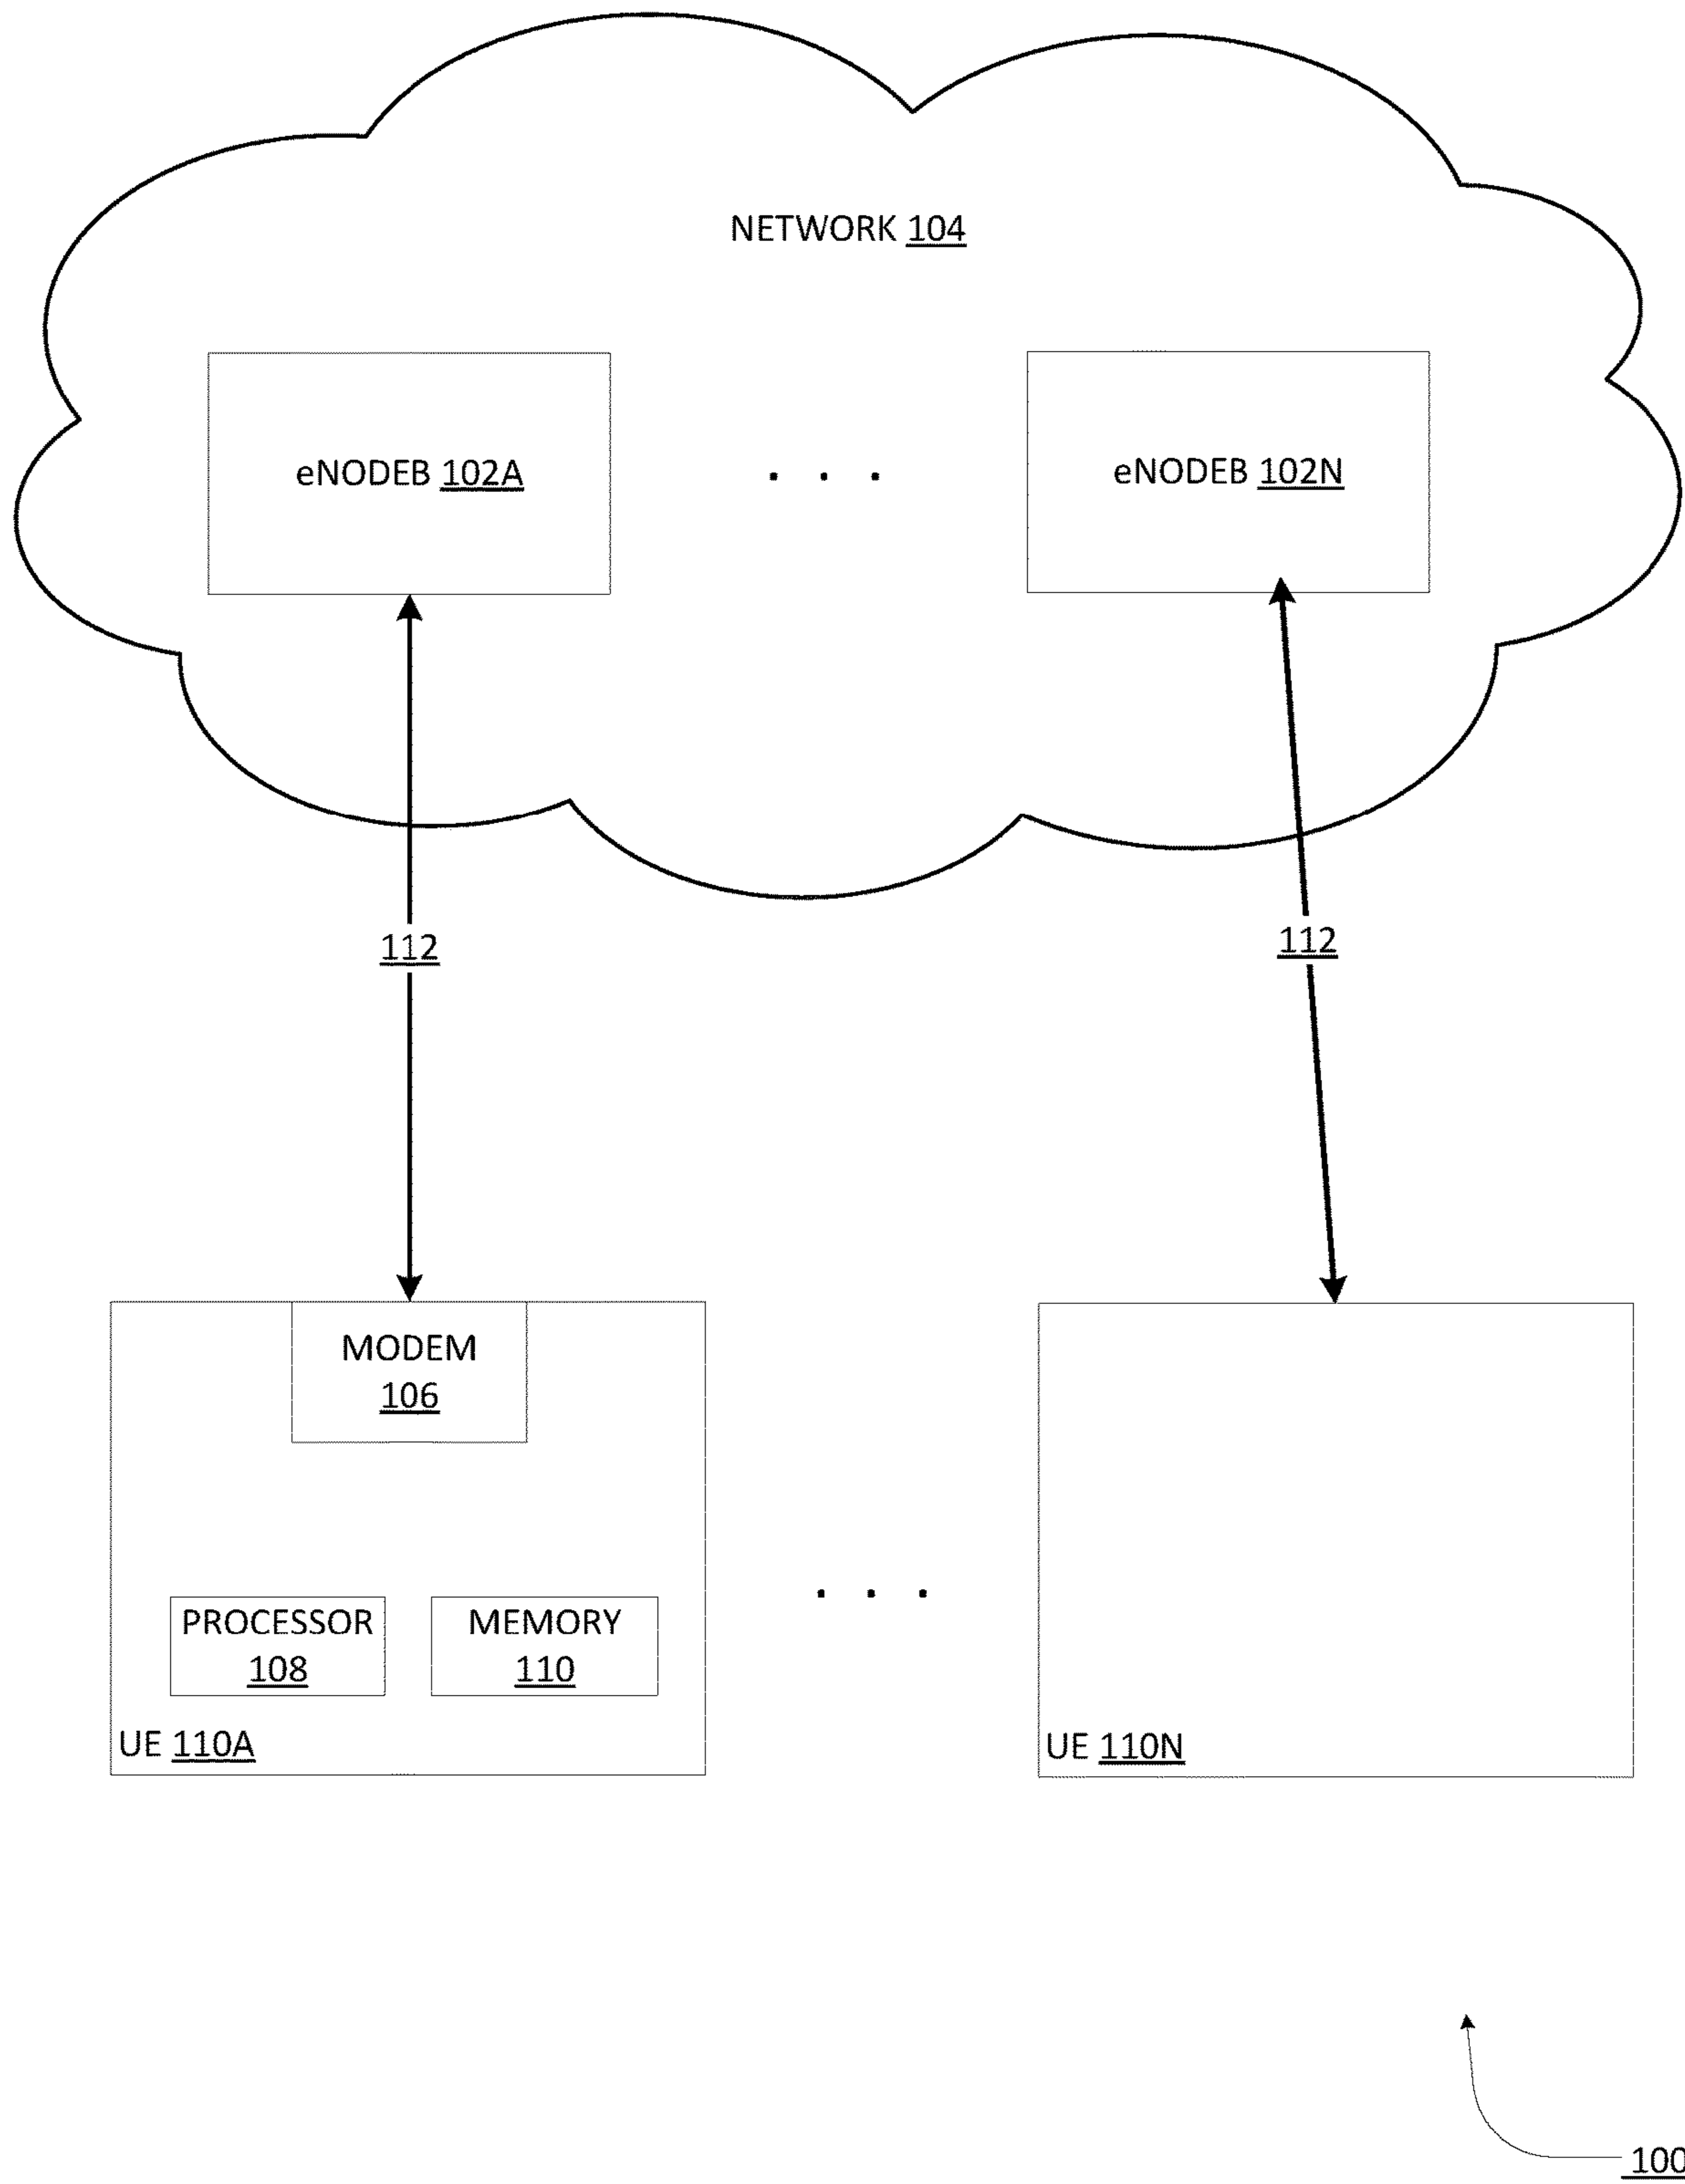 NETWORK 104
eNODEB 102A
. . .
eNODEB 102N
112
112
MODEM
106
PROCESSOR
108
MEMORY
110
UE 110A
. . .
UE 110N
100